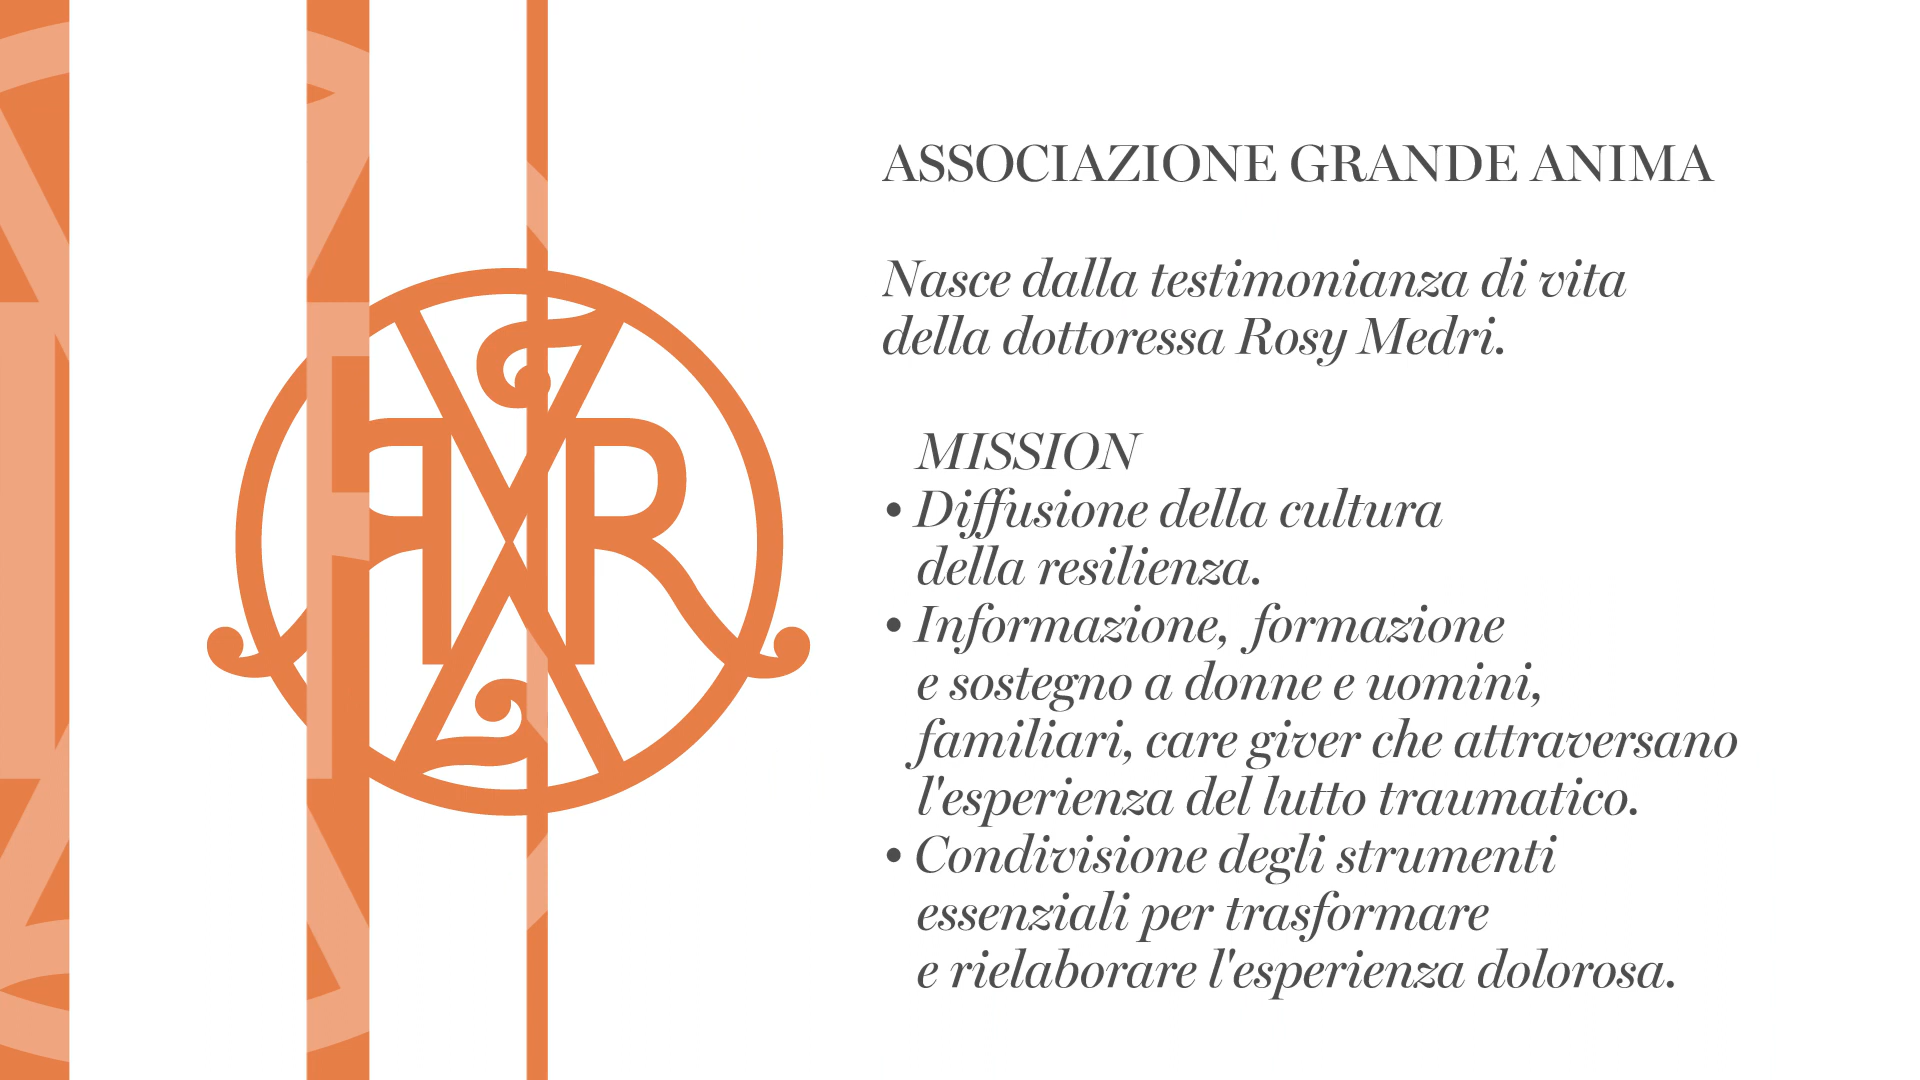 ASSOCIAZIONE GRANDE ANIMA
Nasce dalla testimonianza di vita
della dottoressa Rosy Medri.
MISSION
• Diffusione della cultura
della resilienza.
• Informazione, formazione
e sostegno a donne e uomini,
familiari, care giver che attraversano
l'esperienza del lutto traumatico.
• Condivisione degli strumenti
essenziali per trasformare
e rielaborare l'esperienza dolorosa.